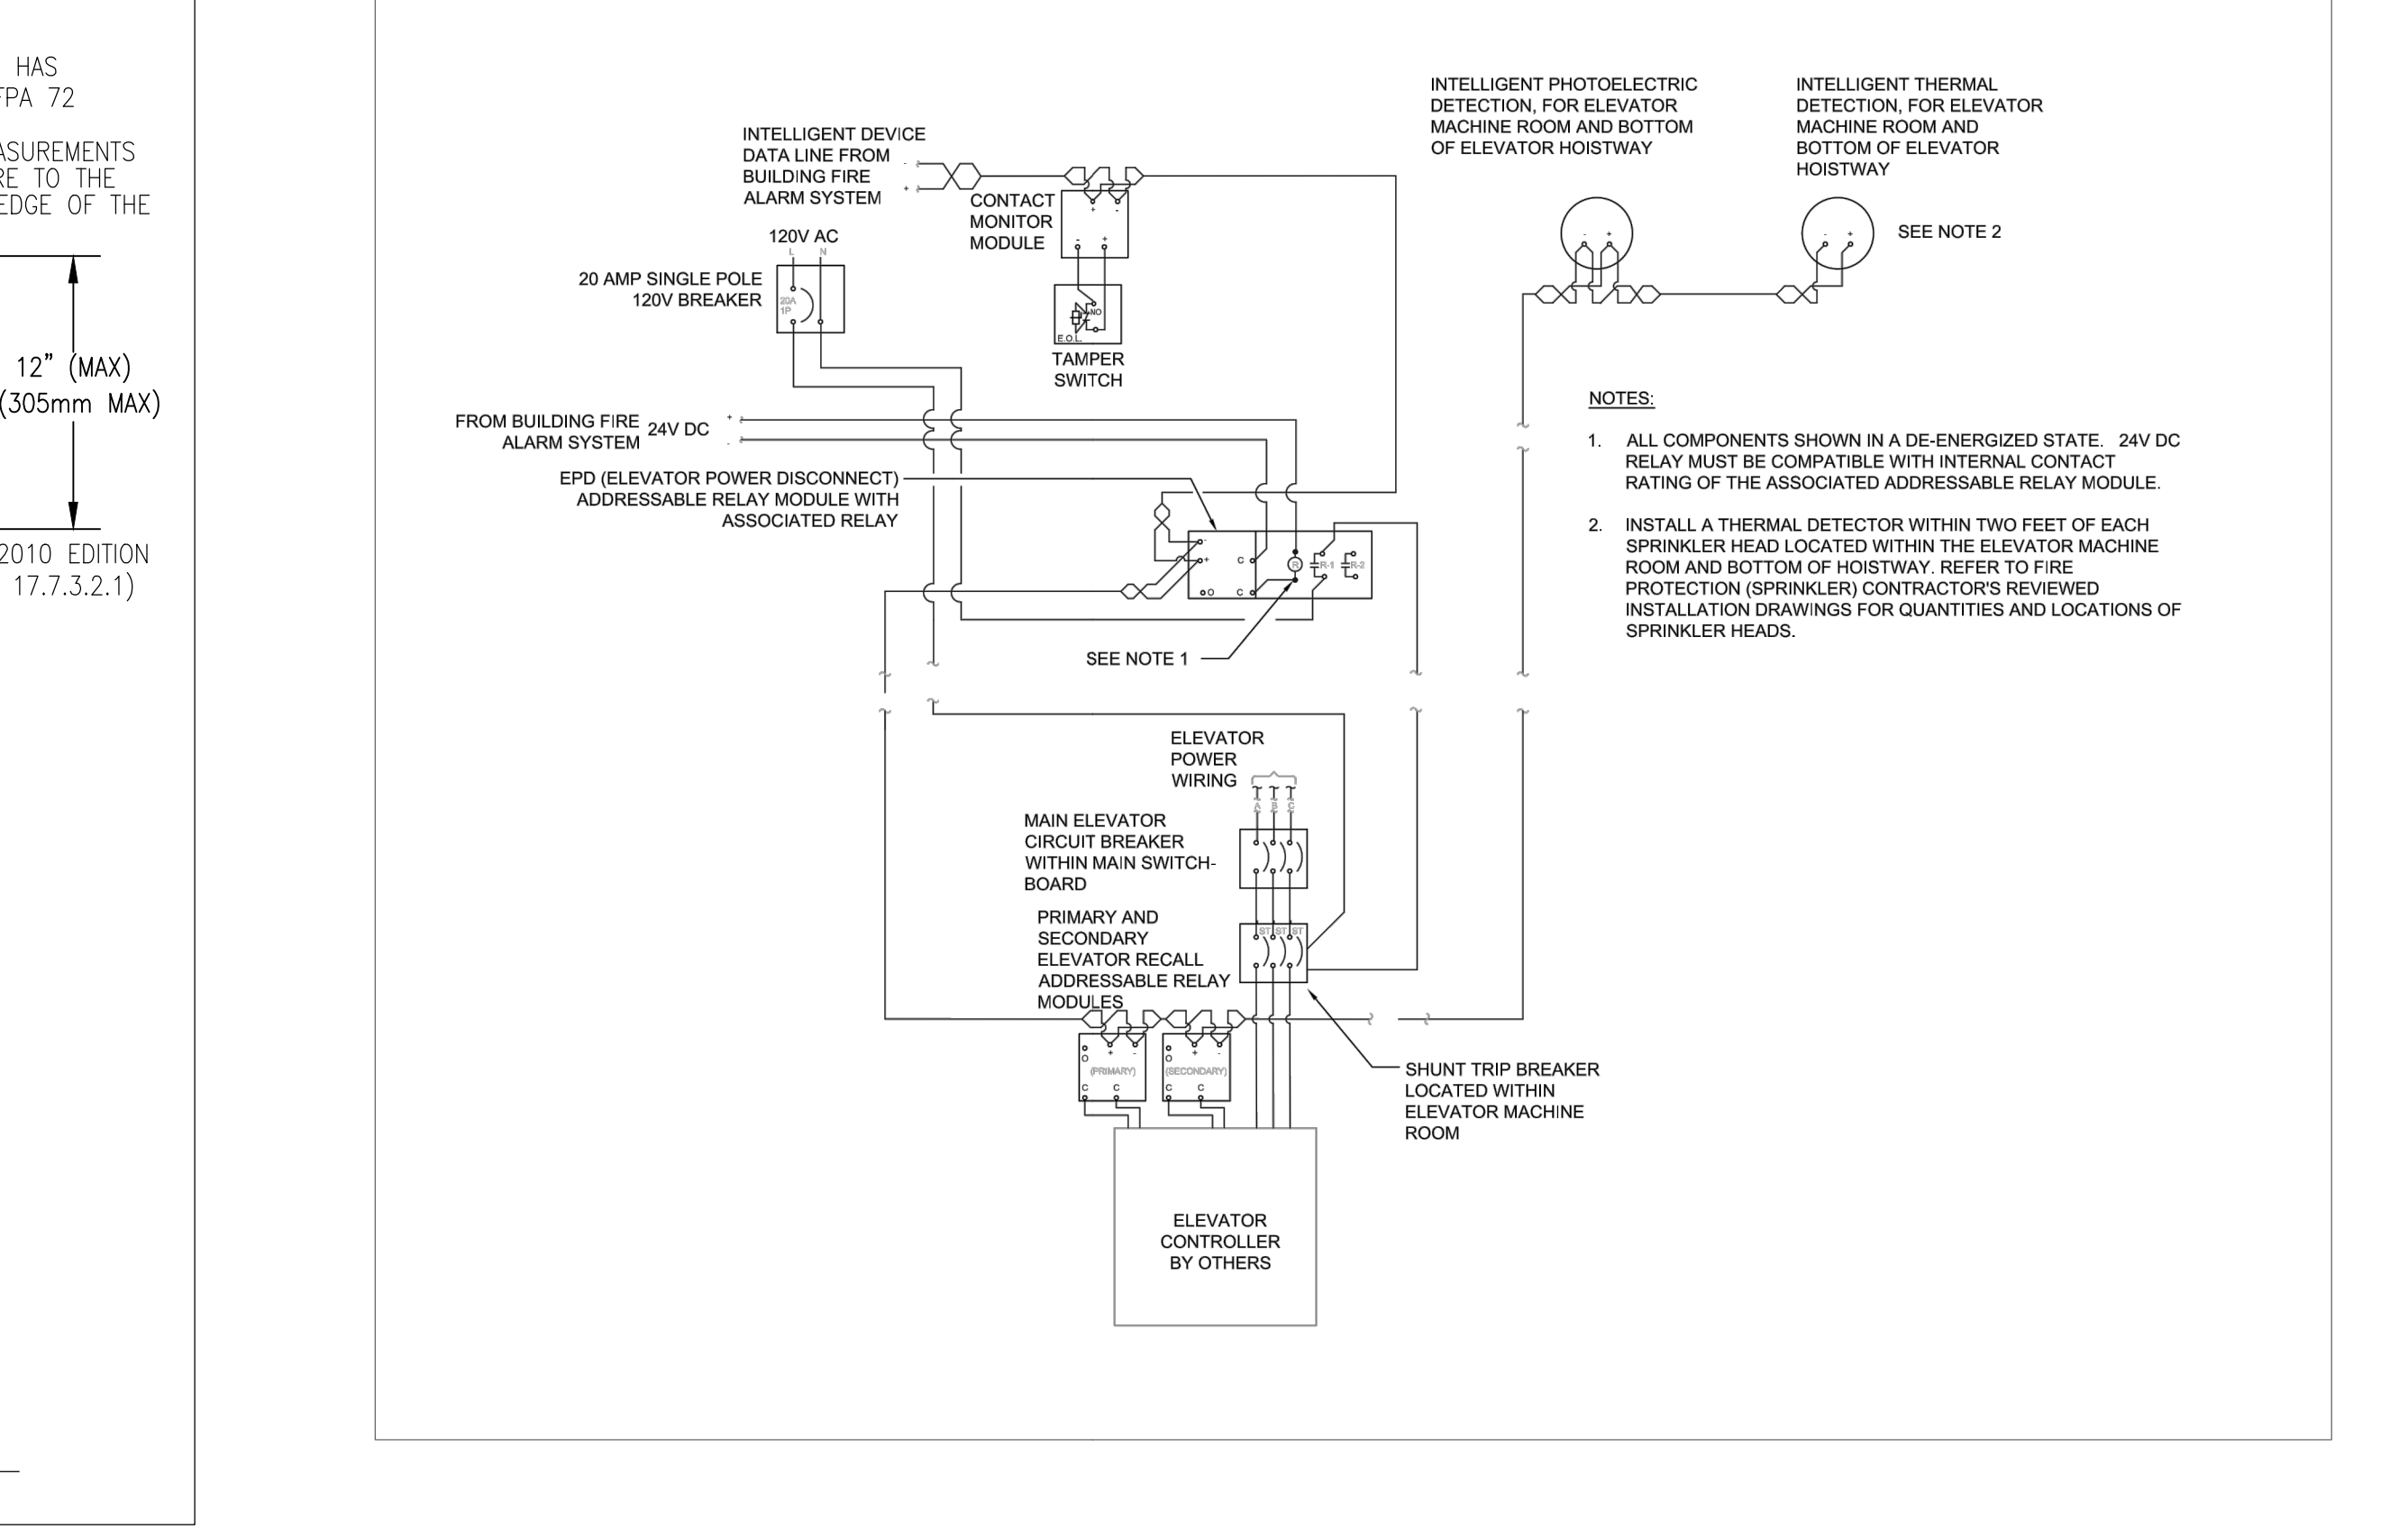 HAS
FPA 72
ASUREMENTS
RE TO THE
EDGE OF THE
12” (MAX)
(305mm MAX)
2010 EDITION
17.7.3.2.1)
INTELLIGENT DEVICE
DATA LINE FROM
BUILDING FIRE
ALARM SYSTEM
-
+
CONTACT
MONITOR
MODULE
+ -
- +
120V AC
L N
20 AMP SINGLE POLE
120V BREAKER
20A
1P
NO
E.O.L.
TAMPER
SWITCH
FROM BUILDING FIRE
ALARM SYSTEM
24V DC
+
-
EPD (ELEVATOR POWER DISCONNECT)
ADDRESSABLE RELAY MODULE WITH
ASSOCIATED RELAY
-
+
C
R R-1 R-2
O C
SEE NOTE 1
INTELLIGENT PHOTOELECTRIC
DETECTION, FOR ELEVATOR
MACHINE ROOM AND BOTTOM
OF ELEVATOR HOISTWAY
- +
INTELLIGENT THERMAL
DETECTION, FOR ELEVATOR
MACHINE ROOM AND
BOTTOM OF ELEVATOR
HOISTWAY
- +
SEE NOTE 2
NOTES:
1. ALL COMPONENTS SHOWN IN A DE-ENERGIZED STATE. 24V DC
RELAY MUST BE COMPATIBLE WITH INTERNAL CONTACT
RATING OF THE ASSOCIATED ADDRESSABLE RELAY MODULE.
2. INSTALL A THERMAL DETECTOR WITHIN TWO FEET OF EACH
SPRINKLER HEAD LOCATED WITHIN THE ELEVATOR MACHINE
ROOM AND BOTTOM OF HOISTWAY. REFER TO FIRE
PROTECTION (SPRINKLER) CONTRACTOR'S REVIEWED
INSTALLATION DRAWINGS FOR QUANTITIES AND LOCATIONS OF
SPRINKLER HEADS.
ELEVATOR
POWER
WIRING
A B C
MAIN ELEVATOR
CIRCUIT BREAKER
WITHIN MAIN SWITCH-
BOARD
ST ST ST
PRIMARY AND
SECONDARY
ELEVATOR RECALL
ADDRESSABLE RELAY
MODULES
O + -
(PRIMARY)
C C
O + -
(SECONDARY)
C C
SHUNT TRIP BREAKER
LOCATED WITHIN
ELEVATOR MACHINE
ROOM
ELEVATOR
CONTROLLER
BY OTHERS